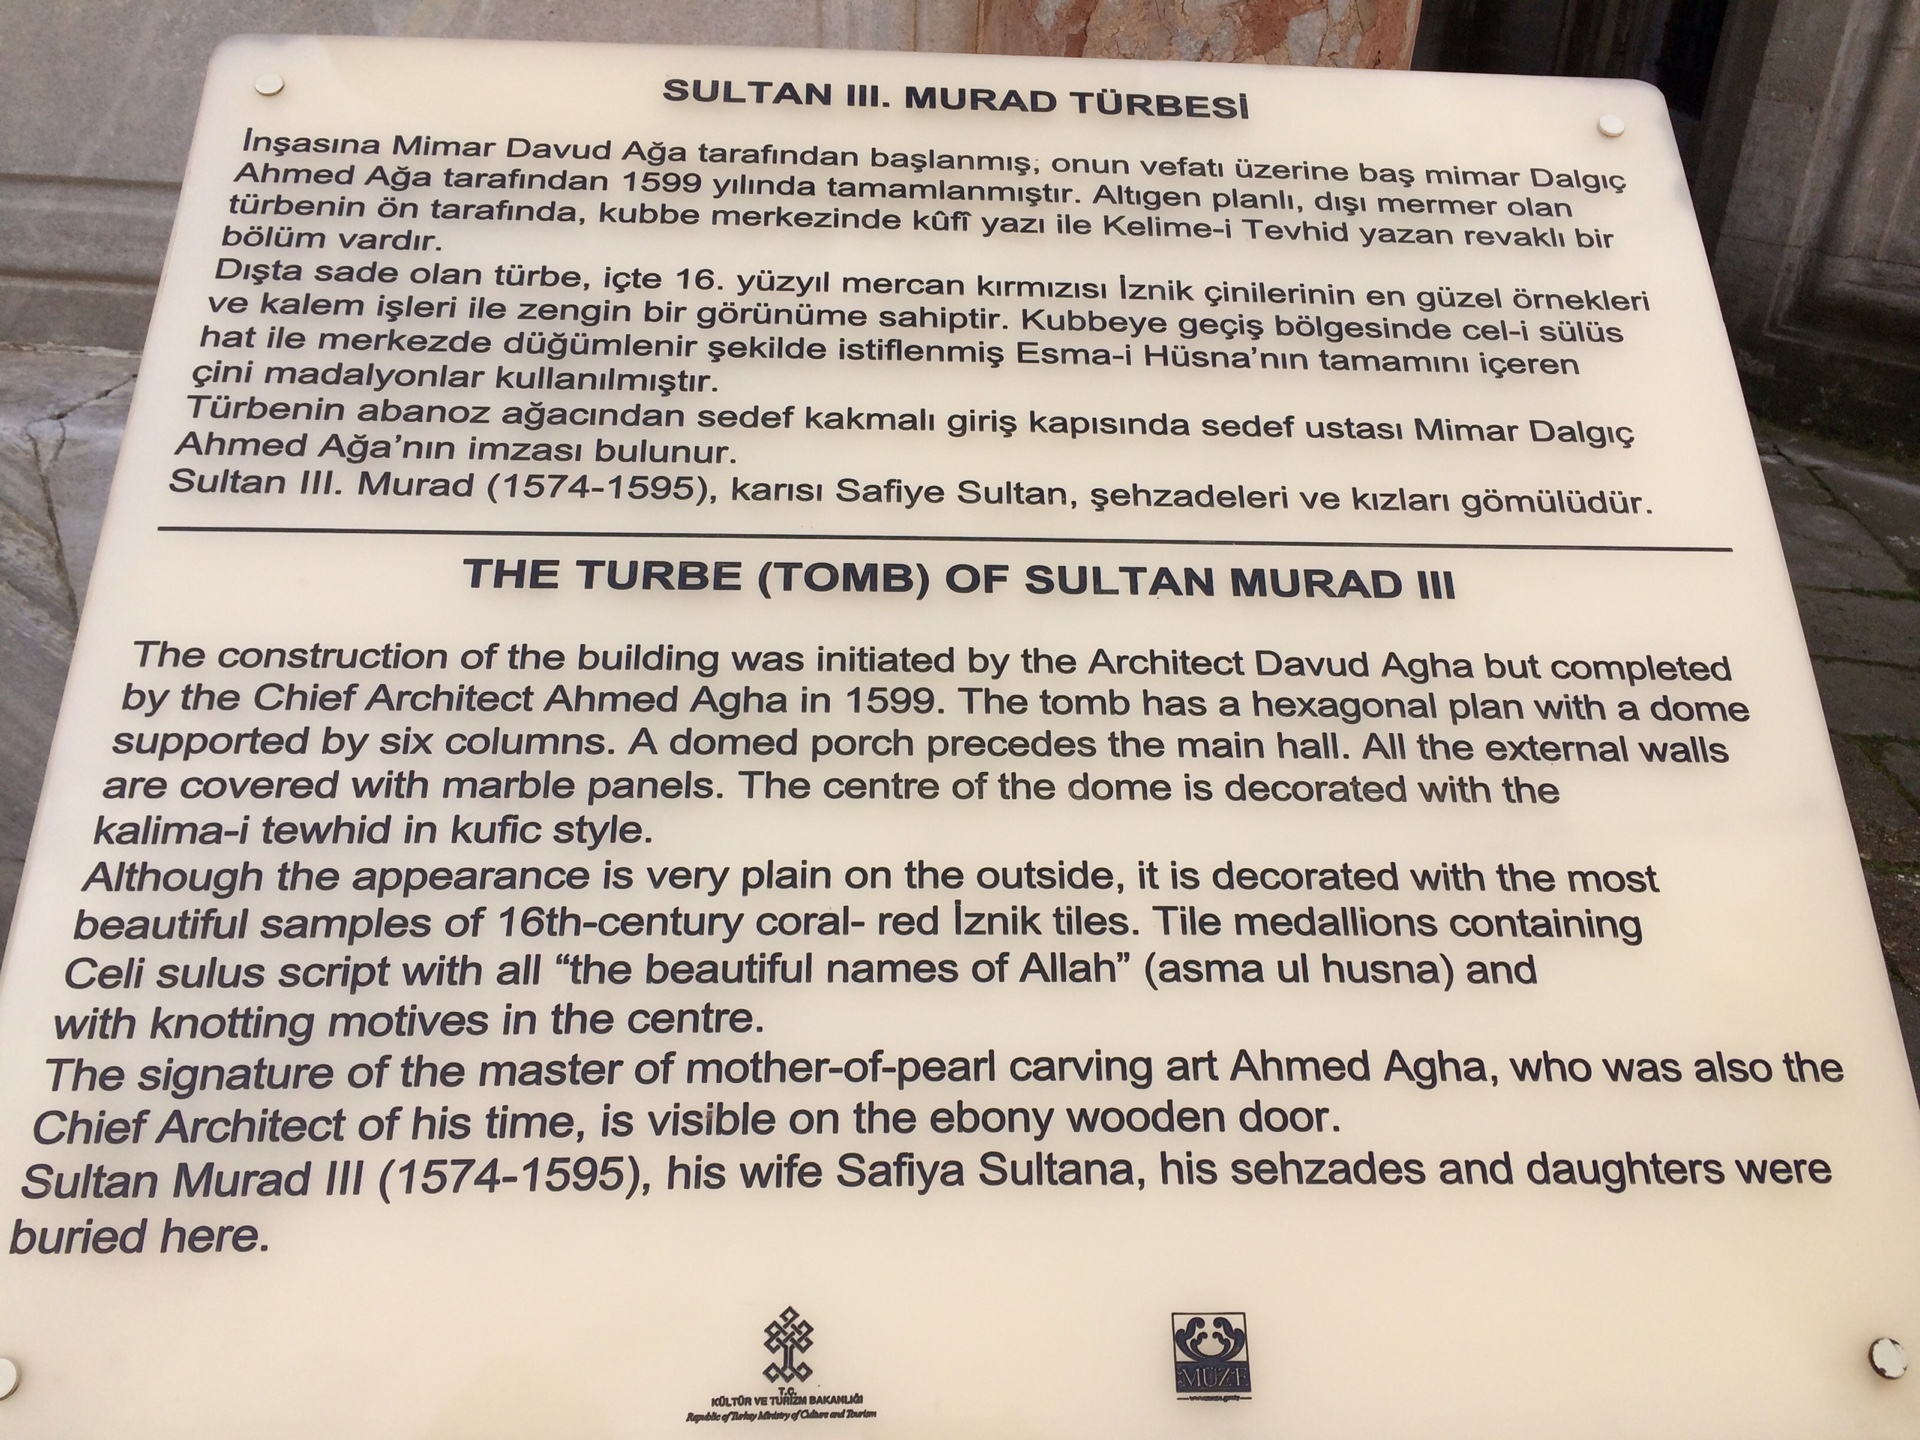 SULTAN III. MURAD TÜRBESİ
İnşasına Mimar Davud Ağa tarafından başlanmış, onun vefatı üzerine baş mimar Dalgıç
Ahmed Ağa tarafından 1599 yılında tamamlanmıştır. Altıgen planlı, dışı mermer olan
türbenin ön tarafında, kubbe merkezinde kûfî yazı ile Kelime-i Tevhid yazan revaklı bir
bölüm vardır.
Dışta sade olan türbe, içte 16. yüzyıl mercan kırmızısı İznik çinilerinin en güzel örnekleri
ve kalem işleri ile zengin bir görünüme sahiptir. Kubbeye geçiş bölgesinde cel-i sülüs
hat ile merkezde düğümlenir şekilde istiflenmiş Esma-i Hüsna'nın tamamını içeren
çini madalyonlar kullanılmıştır.
Türbenin abanoz ağacından sedef kakmalı giriş kapısında sedef ustası Mimar Dalgıç
Ahmed Ağa'nın imzası bulunur.
Sultan III. Murad (1574-1595), karısı Safiye Sultan, şehzadeleri ve kızları gömülüdür.
THE TURBE (TOMB) OF SULTAN MURAD III
The construction of the building was initiated by the Architect Davud Agha but completed
by the Chief Architect Ahmed Agha in 1599. The tomb has a hexagonal plan with a dome
supported by six columns. A domed porch precedes the main hall. All the external walls
are covered with marble panels. The centre of the dome is decorated with the
kalima-i tewhid in kufic style.
Although the appearance is very plain on the outside, it is decorated with the most
beautiful samples of 16th-century coral- red İznik tiles. Tile medallions containing
Celi sulus script with all “the beautiful names of Allah” (asma ul husna) and
with knotting motives in the centre.
The signature of the master of mother-of-pearl carving art Ahmed Agha, who was also the
Chief Architect of his time, is visible on the ebony wooden door.
Sultan Murad III (1574-1595), his wife Safiya Sultana, his sehzades and daughters were
buried here.
T.C.
KÜLTÜR VE TURİZM BAKANLIĞI
Republic of Turkey Ministry of Culture and Tourism
MÜZE